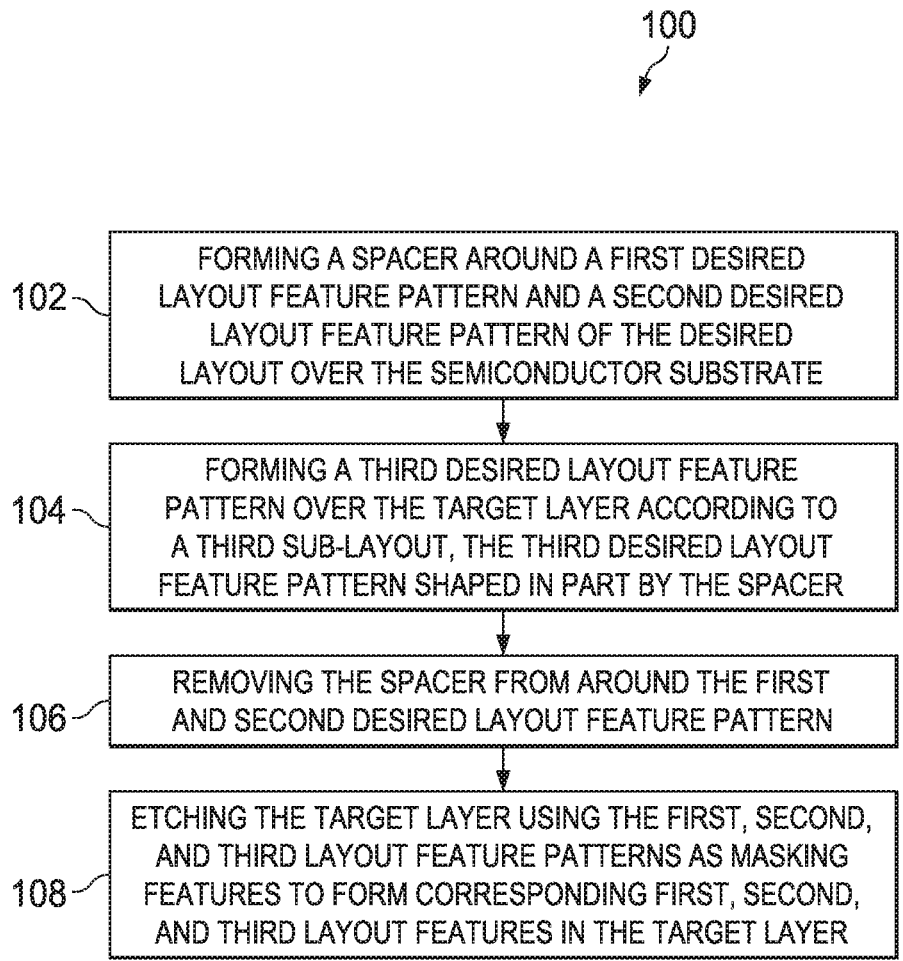 100
102
FORMING A SPACER AROUND A FIRST DESIRED
LAYOUT FEATURE PATTERN AND A SECOND DESIRED
LAYOUT FEATURE PATTERN OF THE DESIRED
LAYOUT OVER THE SEMICONDUCTOR SUBSTRATE
104
FORMING A THIRD DESIRED LAYOUT FEATURE
PATTERN OVER THE TARGET LAYER ACCORDING TO
A THIRD SUB-LAYOUT, THE THIRD DESIRED LAYOUT
FEATURE PATTERN SHAPED IN PART BY THE SPACER
106
REMOVING THE SPACER FROM AROUND THE FIRST
AND SECOND DESIRED LAYOUT FEATURE PATTERN
108
ETCHING THE TARGET LAYER USING THE FIRST, SECOND,
AND THIRD LAYOUT FEATURE PATTERNS AS MASKING
FEATURES TO FORM CORRESPONDING FIRST, SECOND,
AND THIRD LAYOUT FEATURES IN THE TARGET LAYER